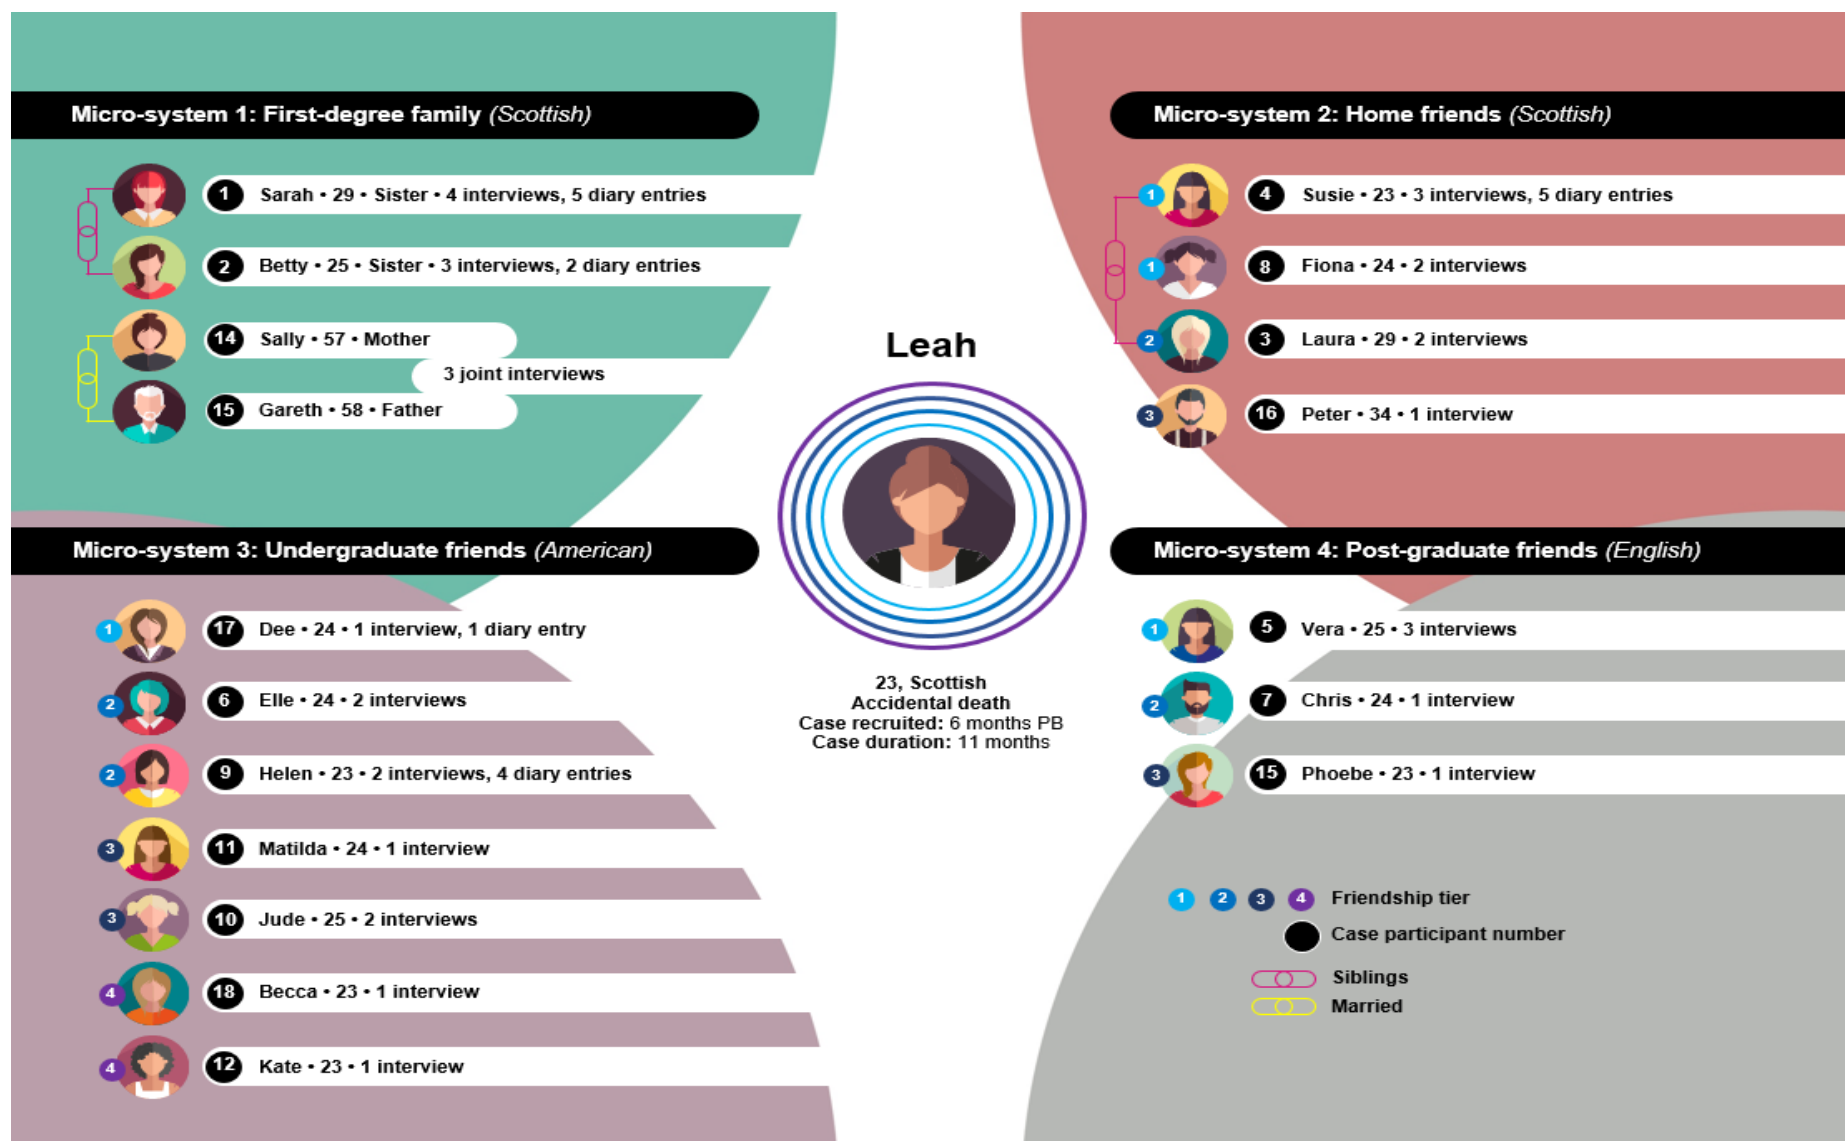 Micro-system 1: First-degree family (Scottish)
1 Sarah • 29 • Sister • 4 interviews, 5 diary entries
2 Betty • 25 • Sister • 3 interviews, 2 diary entries
14 Sally • 57 • Mother
3 joint interviews
15 Gareth • 58 • Father
Micro-system 2: Home friends (Scottish)
1 4 Susie • 23 • 3 interviews, 5 diary entries
1 8 Fiona • 24 • 2 interviews
2 3 Laura • 29 • 2 interviews
3 16 Peter • 34 • 1 interview
Leah
23, Scottish
Accidental death
Case recruited: 6 months PB
Case duration: 11 months
Micro-system 3: Undergraduate friends (American)
1 17 Dee • 24 • 1 interview, 1 diary entry
2 6 Elle • 24 • 2 interviews
2 9 Helen • 23 • 2 interviews, 4 diary entries
3 11 Matilda • 24 • 1 interview
3 10 Jude • 25 • 2 interviews
4 18 Becca • 23 • 1 interview
4 12 Kate • 23 • 1 interview
Micro-system 4: Post-graduate friends (English)
1 5 Vera • 25 • 3 interviews
2 7 Chris • 24 • 1 interview
3 15 Phoebe • 23 • 1 interview
1 2 3 4 Friendship tier
Case participant number
Siblings
Married